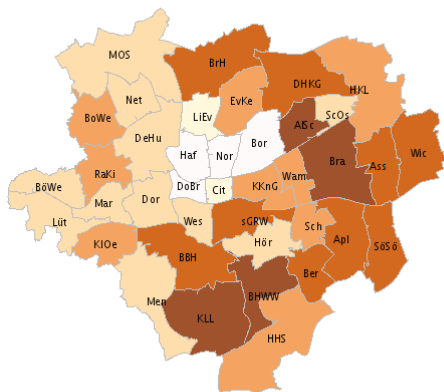 MOS
BrH
DHKG
HKL
Net
EvKe
BoWe
LiEv
ScOs
AlSc
DeHu
Bor
Haf
Nor
Bra
Ass
Wic
RaKi
Wam
BöWe
DoBr
Cit
KKnG
Mar
Dor
Lüt
Wes
sGRW
Sch
Apl
SöSö
KlOe
Hör
BBH
Ber
Men
BHWW
KLL
HHS